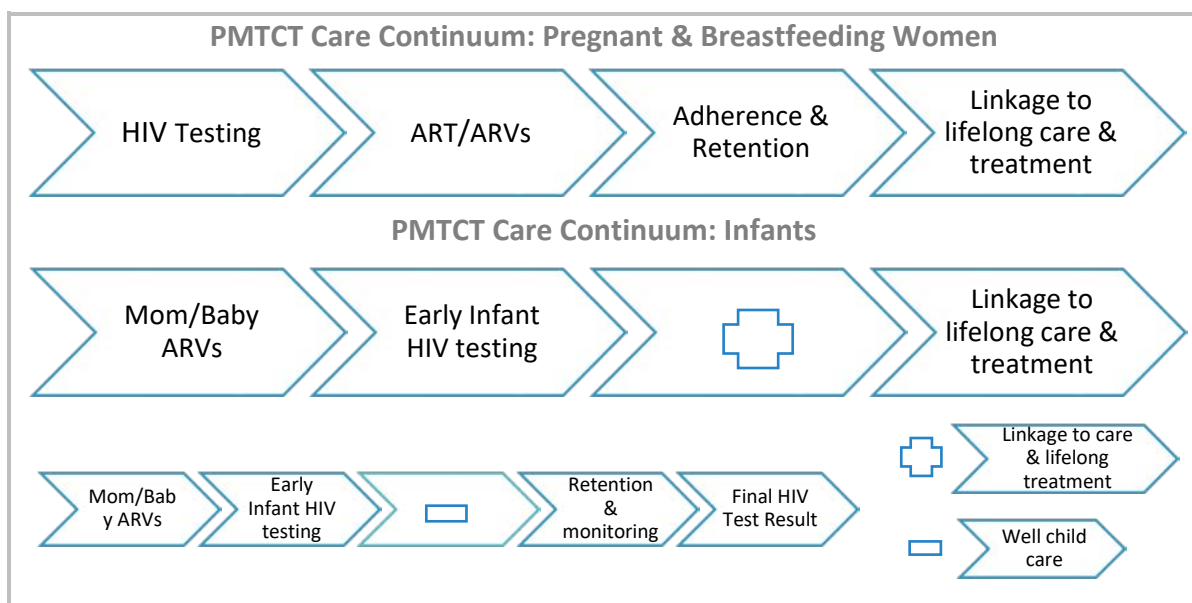 PMTCT Care Continuum: Pregnant & Breastfeeding Women
HIV Testing
ART/ARVs
Adherence &
Retention
Linkage to
lifelong care &
treatment
PMTCT Care Continuum: Infants
Mom/Baby
ARVs
Early Infant
HIV testing
Linkage to
lifelong care &
treatment
Mom/Bab
y ARVs
Early
Infant HIV
testing
Retention
&
monitoring
Final HIV
Test Result
Linkage to care
& lifelong
treatment
Well child
care